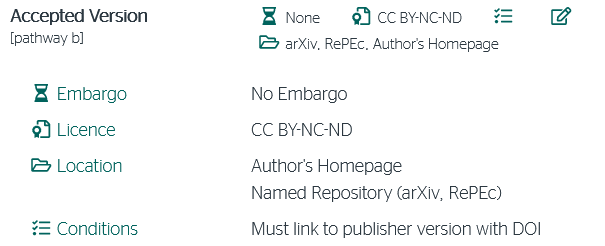 Accepted Version None CC BY-NC-ND
[pathway b] arXiv, RePEc, Author's Homepage
Embargo No Embargo
Licence CC BY-NC-ND
Location Author's Homepage
Named Repository (arXiv, RePEc)
Conditions Must link to publisher version with DOI